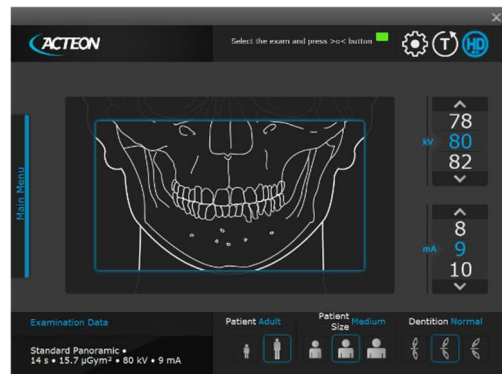 ACTEON
Select the exam and press >o< button
T
HD
Main Menu
78
kV 80
82
8
mA 9
10
Examination Data
Patient Adult
Patient Size Medium
Dentition Normal
Standard Panoramic •
14 s • 15.7 µGym² • 80 kV • 9 mA